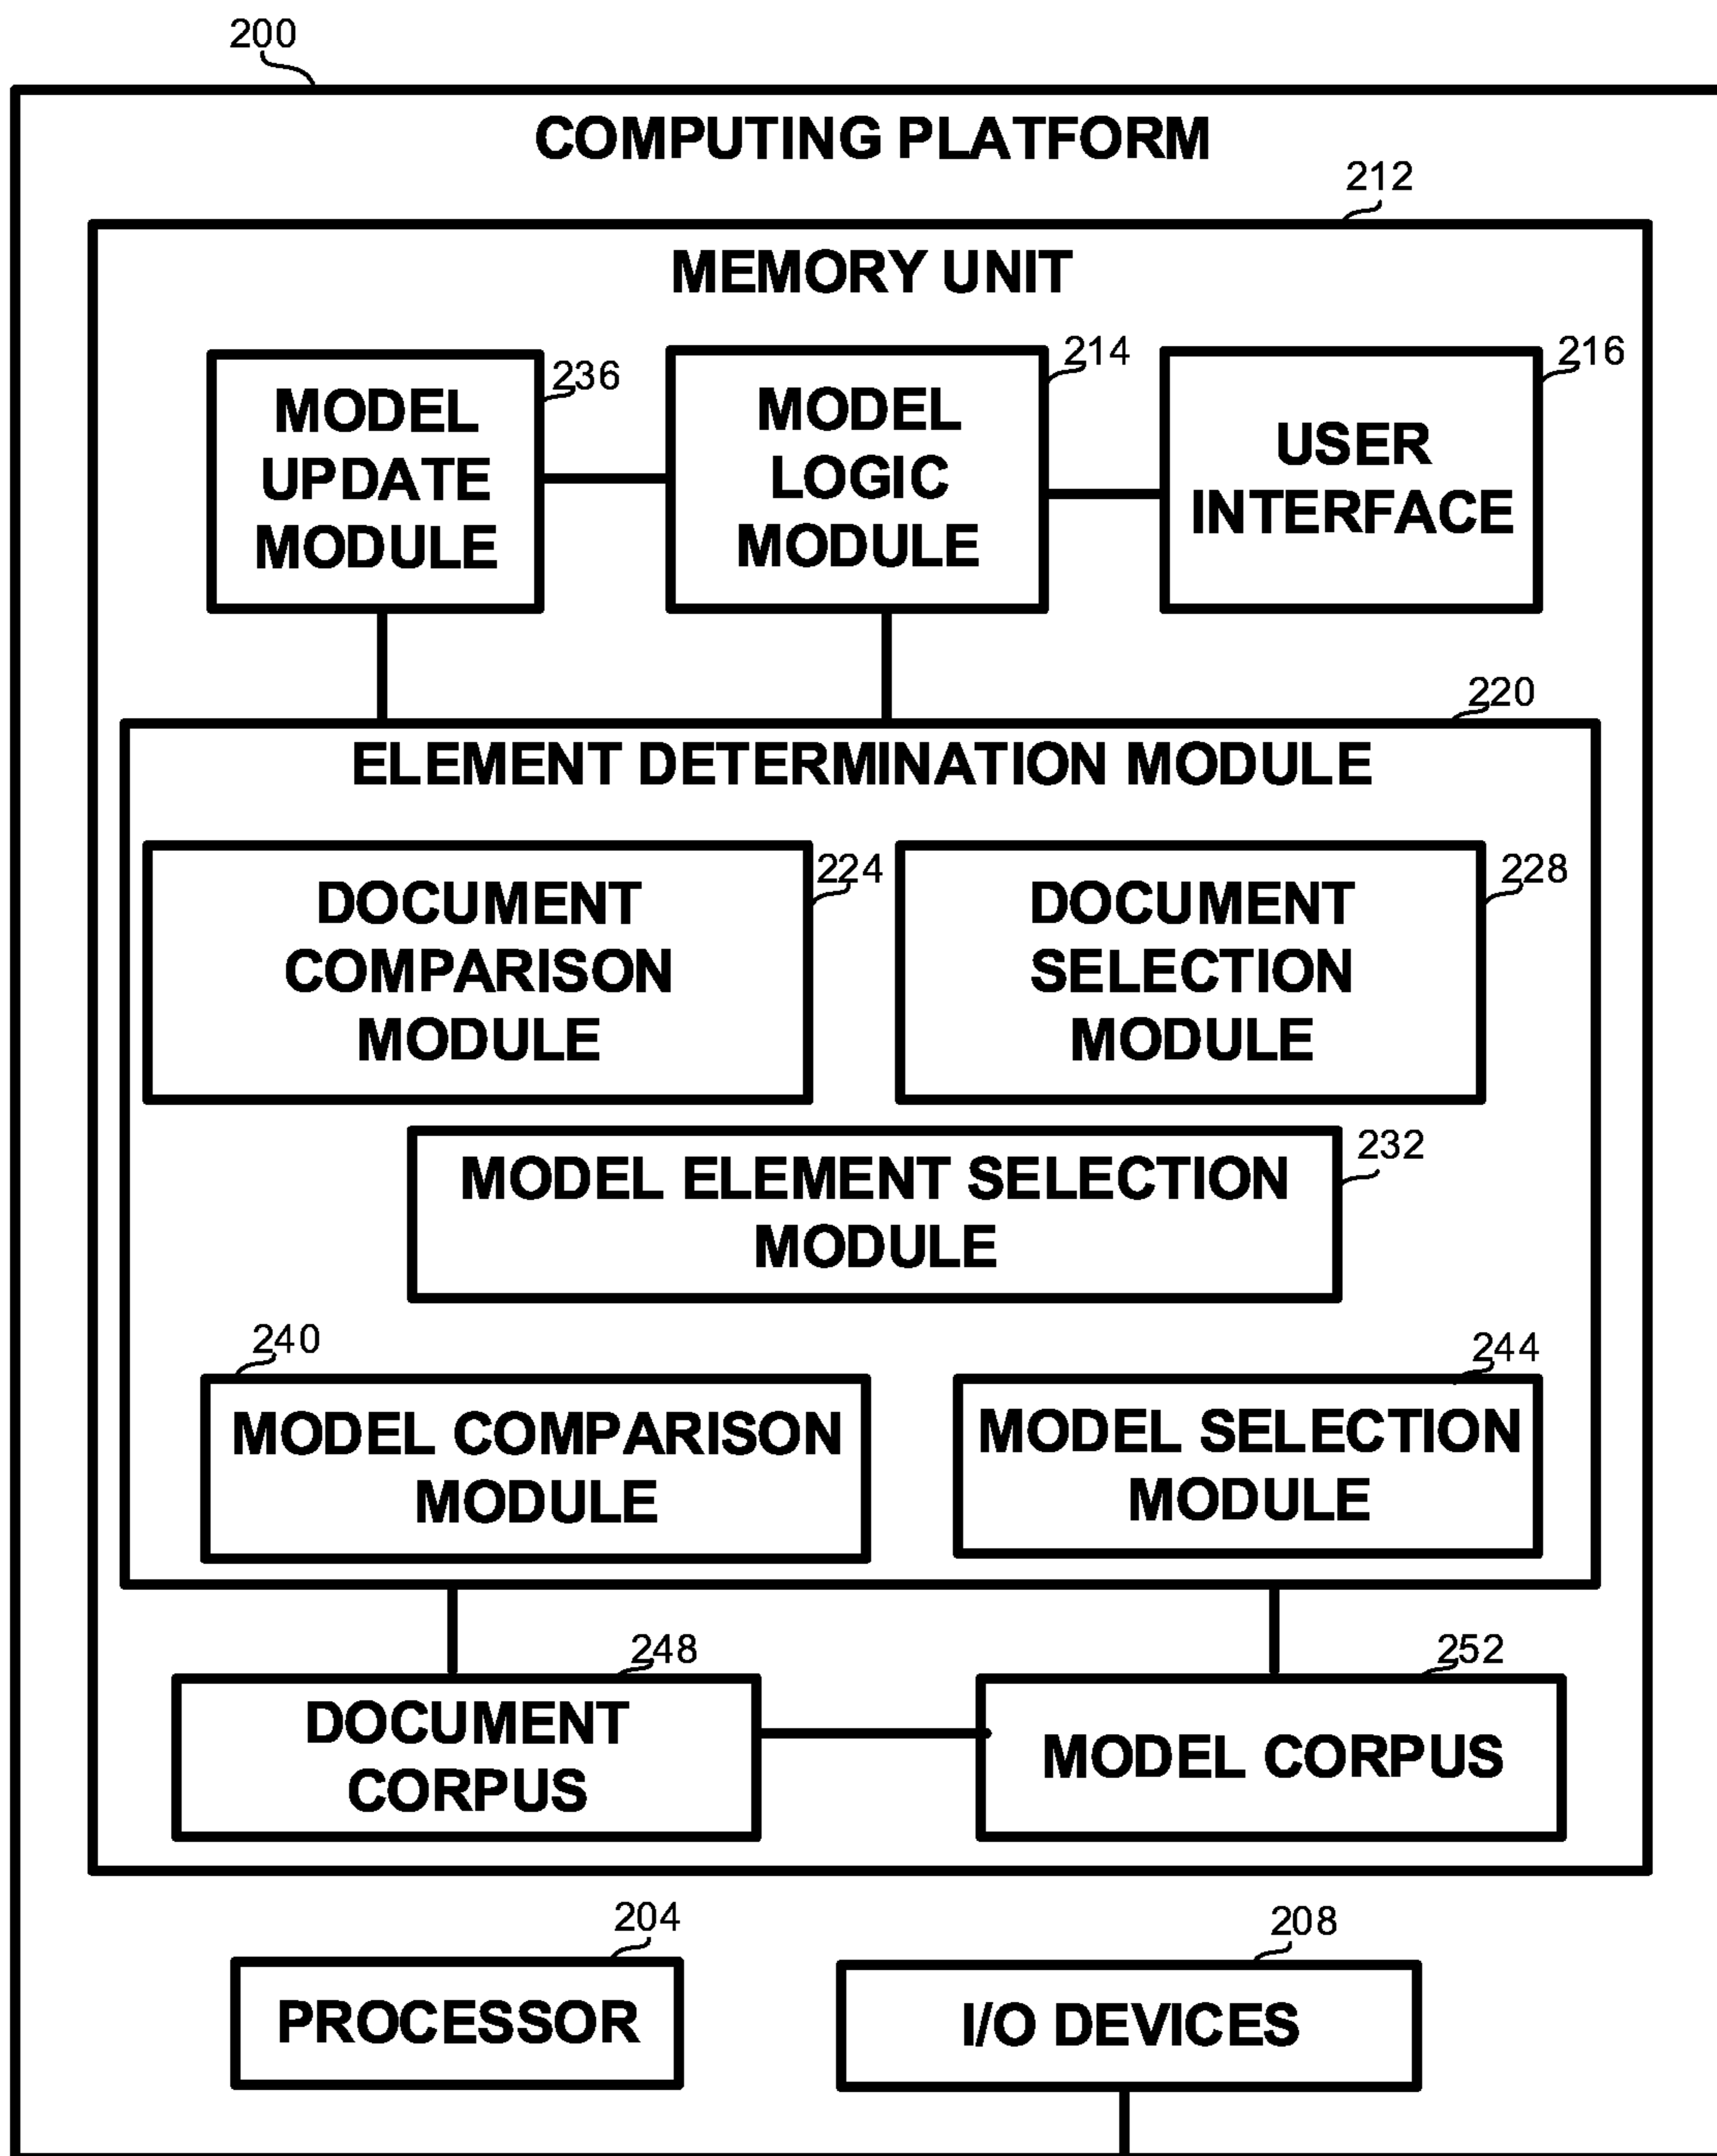 200
COMPUTING PLATFORM
212
MEMORY UNIT
236
MODEL
UPDATE
MODULE
214
MODEL
LOGIC
MODULE
216
USER
INTERFACE
220
ELEMENT DETERMINATION MODULE
224
DOCUMENT
COMPARISON
MODULE
228
DOCUMENT
SELECTION
MODULE
232
MODEL ELEMENT SELECTION
MODULE
240
MODEL COMPARISON
MODULE
244
MODEL SELECTION
MODULE
248
DOCUMENT
CORPUS
252
MODEL CORPUS
204
PROCESSOR
208
I/O DEVICES